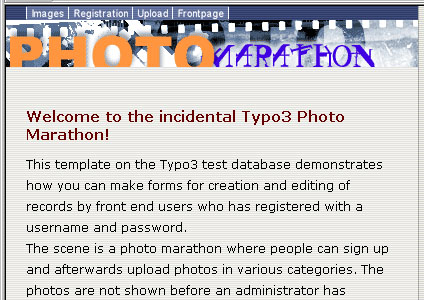 Images | Registration | Upload | Frontpage
PHOTO MARATHON
Welcome to the incidental Typo3 Photo
Marathon!
This template on the Typo3 test database demonstrates
how you can make forms for creation and editing of
records by front end users who has registered with a
username and password.
The scene is a photo marathon where people can sign up
and afterwards upload photos in various categories. The
photos are not shown before an administrator has